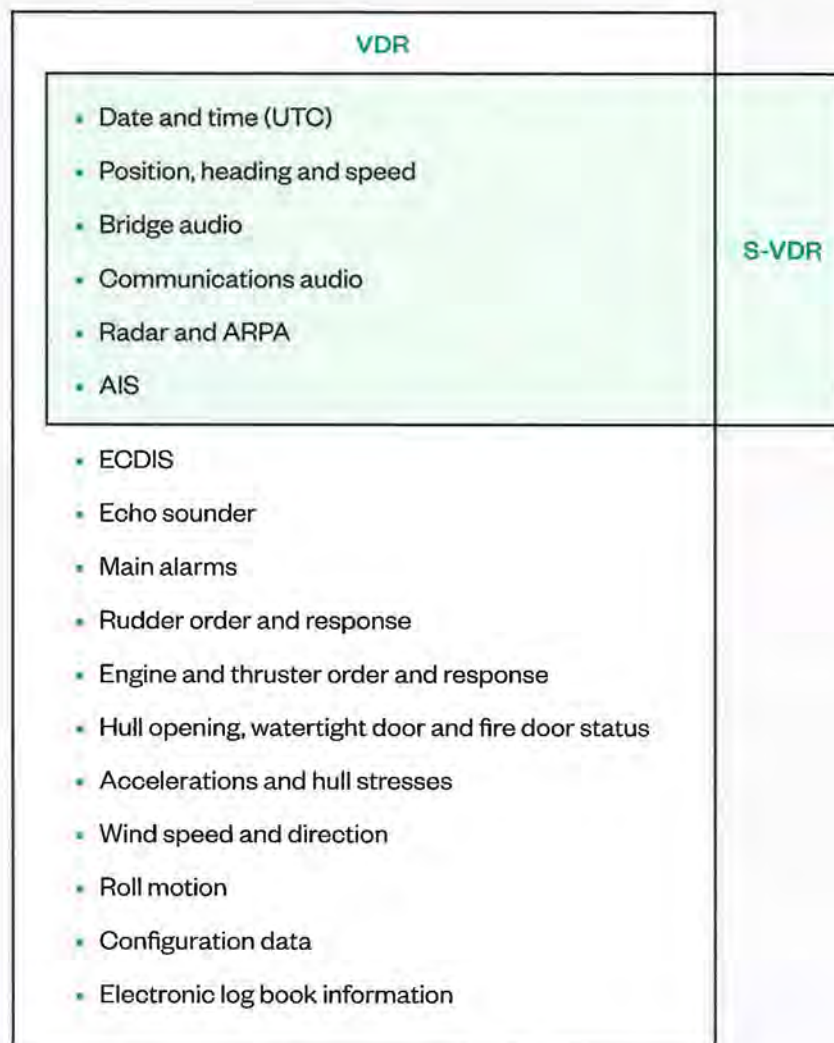 VDR
• Date and time (UTC)
• Position, heading and speed
• Bridge audio
• Communications audio
• Radar and ARPA
• AIS
S-VDR
• ECDIS
• Echo sounder
• Main alarms
• Rudder order and response
• Engine and thruster order and response
• Hull opening, watertight door and fire door status
• Accelerations and hull stresses
• Wind speed and direction
• Roll motion
• Configuration data
• Electronic log book information